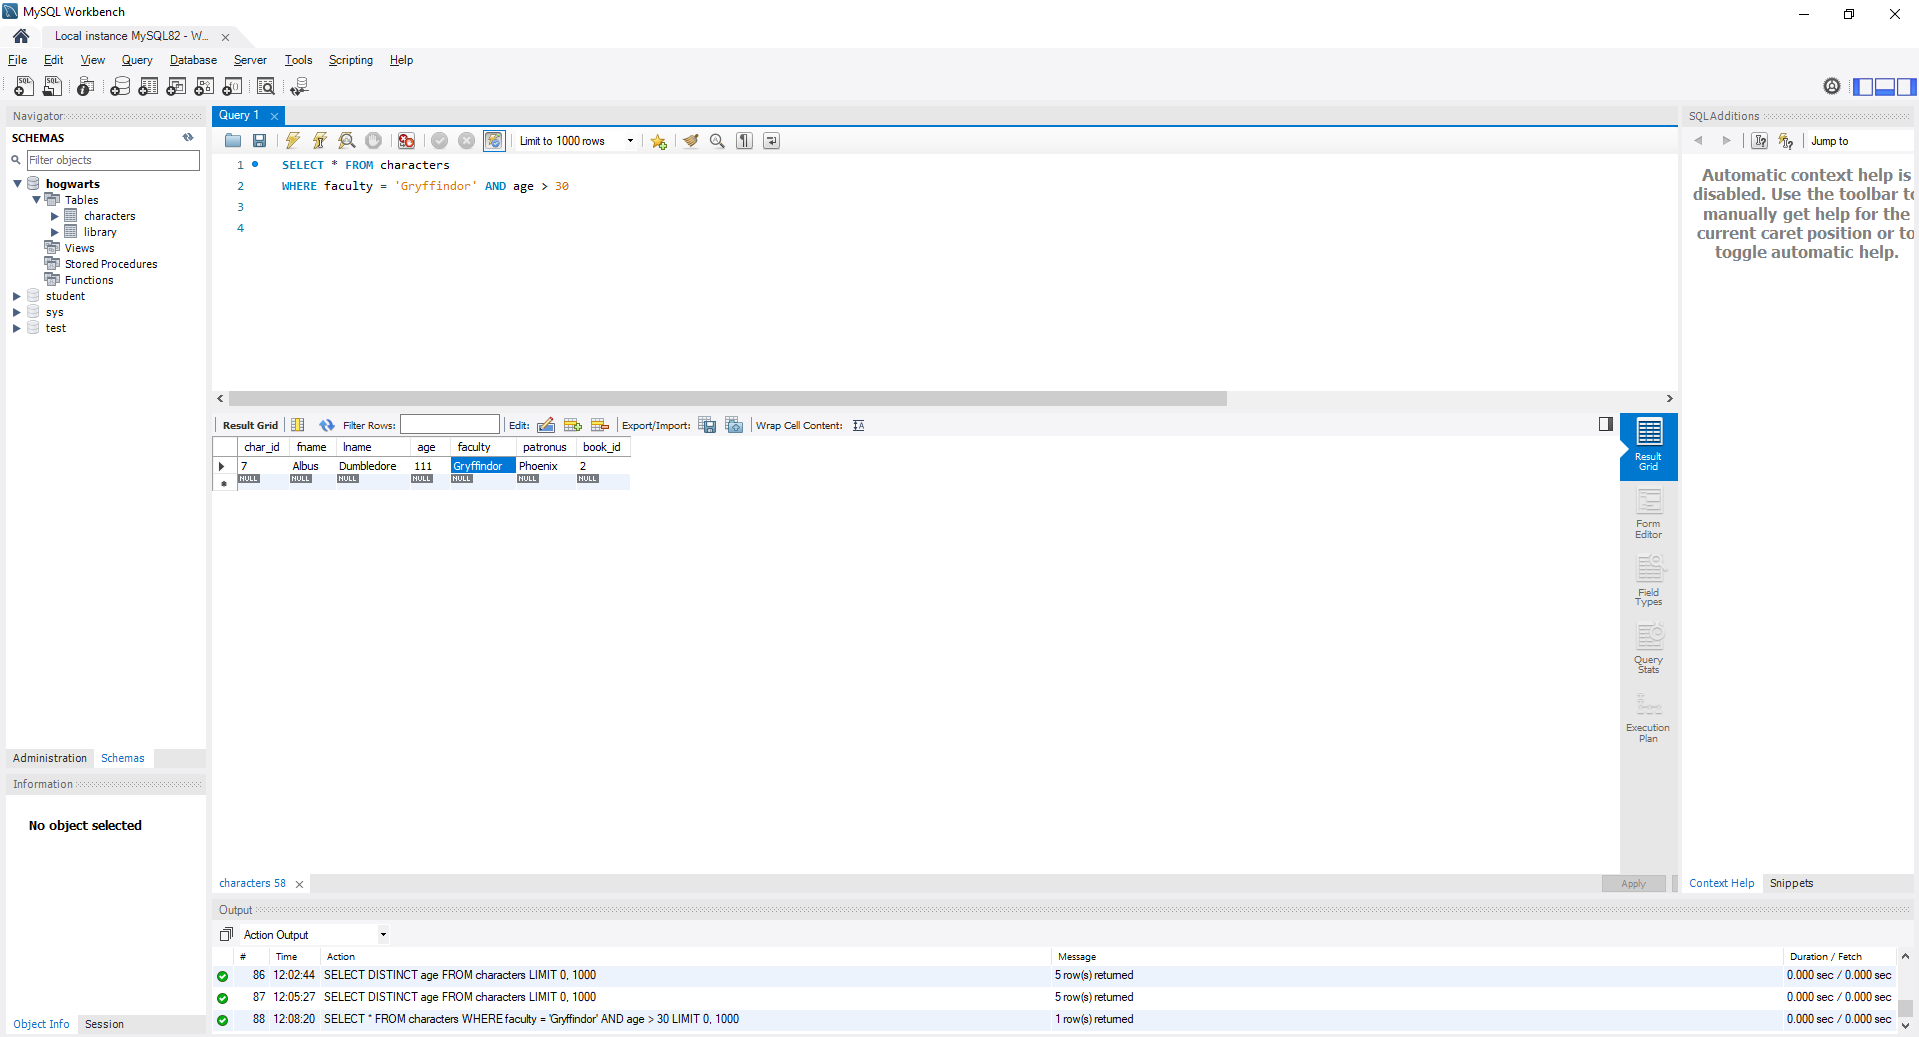 MySQL Workbench
Local instance MySQL82 - W...
File Edit View Query Database Server Tools Scripting Help
Navigator
SCHEMAS
Filter objects
hogwarts
Tables
characters
library
Views
Stored Procedures
Functions
student
sys
test
Administration Schemas
Information
No object selected
Object Info Session
Query 1
Limit to 1000 rows
1 SELECT * FROM characters
2 WHERE faculty = 'Gryffindor' AND age > 30
3
4
Result Grid Filter Rows: Edit: Export/Import: Wrap Cell Content:
char_id fname lname age faculty patronus book_id
7 Albus Dumbledore 111 Gryffindor Phoenix 2
NULL NULL NULL NULL NULL NULL NULL
Result
Grid
Form
Editor
Field
Types
Query
Stats
Execution
Plan
characters 58
Apply
SQLAdditions
Jump to
Automatic context help is
disabled. Use the toolbar to
manually get help for the
current caret position or to
toggle automatic help.
Context Help Snippets
Output
Action Output
# Time Action Message Duration / Fetch
86 12:02:44 SELECT DISTINCT age FROM characters LIMIT 0, 1000 5 row(s) returned 0.000 sec / 0.000 sec
87 12:05:27 SELECT DISTINCT age FROM characters LIMIT 0, 1000 5 row(s) returned 0.000 sec / 0.000 sec
88 12:08:20 SELECT * FROM characters WHERE faculty = 'Gryffindor' AND age > 30 LIMIT 0, 1000 1 row(s) returned 0.000 sec / 0.000 sec